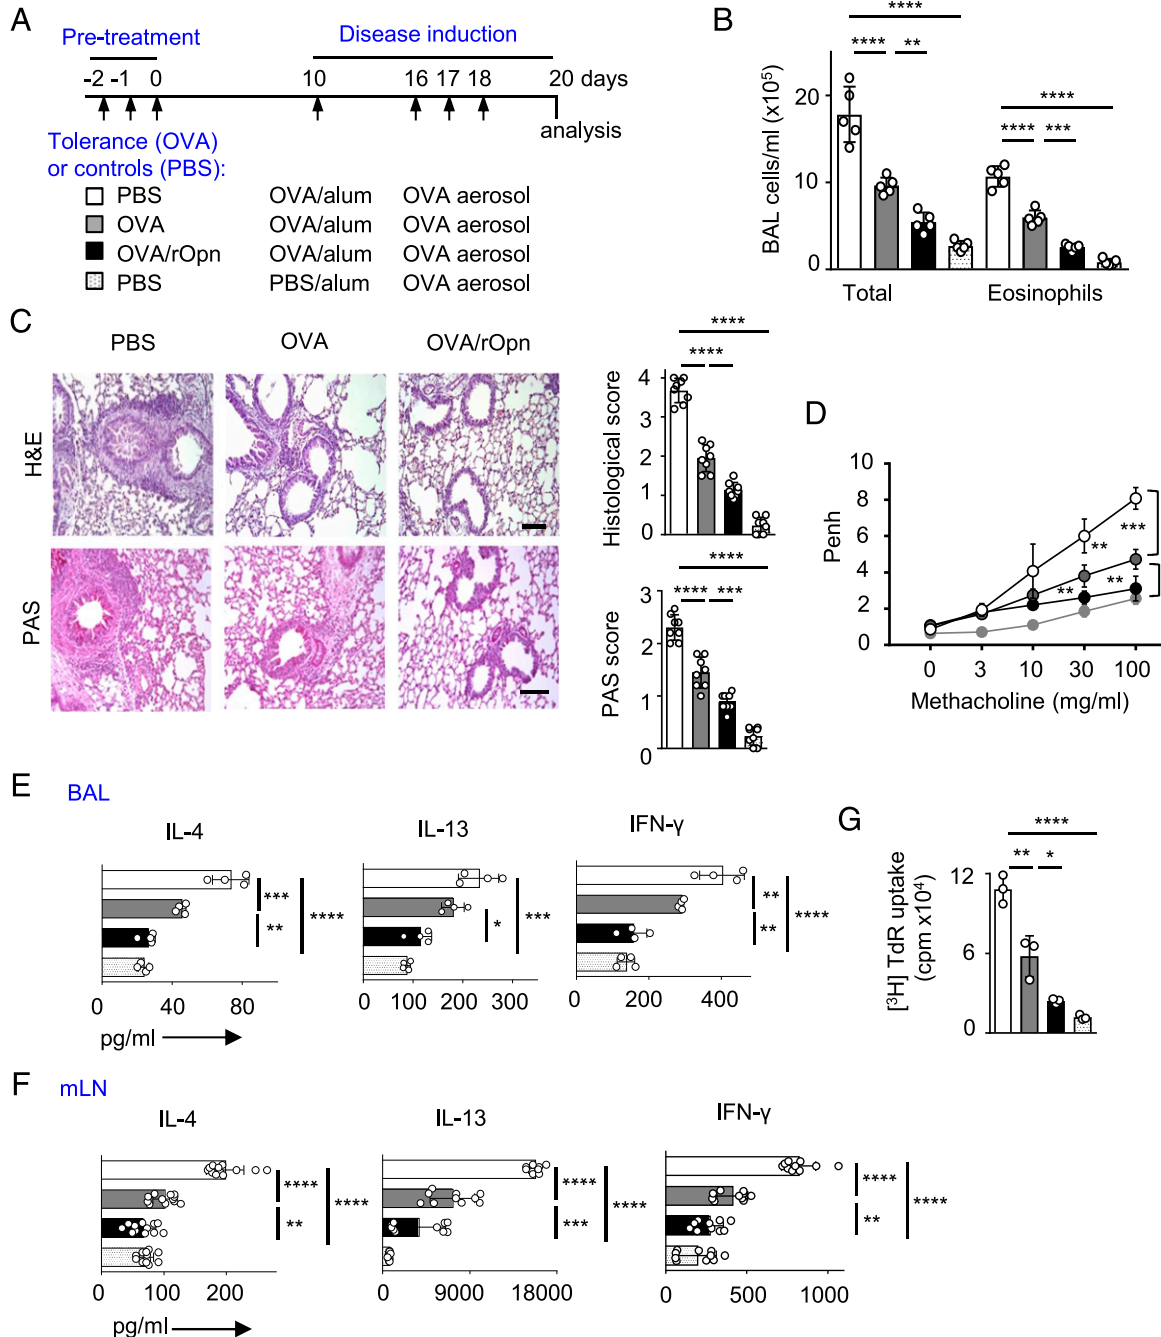 A
Pre-treatment
Disease induction
-2 -1 0 10 16 17 18 20 days
analysis
Tolerance (OVA)
or controls (PBS):
PBS OVA/alum OVA aerosol
OVA OVA/alum OVA aerosol
OVA/rOpn OVA/alum OVA aerosol
PBS PBS/alum OVA aerosol
B
****
**** **
****
**** ***
BAL cells/ml (x10⁵)
20
10
0
Total Eosinophils
C
PBS OVA OVA/rOpn
H&E
PAS
****
****
Histological score
4
2
0
****
**** ***
PAS score
3
2
1
0
D
Penh
10
8
6
4
2
0
***
**
**
**
0 3 10 30 100
Methacholine (mg/ml)
E BAL
IL-4 IL-13 IFN-γ
***
**
****
*
***
**
**
****
0 40 80
0 100 200 300
0 200 400
pg/ml
G
****
** *
[³H] TdR uptake
(cpm x10⁴)
12
6
0
F mLN
IL-4 IL-13 IFN-γ
****
**
****
****
***
****
****
**
****
0 100 200
0 9000 18000
0 500 1000
pg/ml